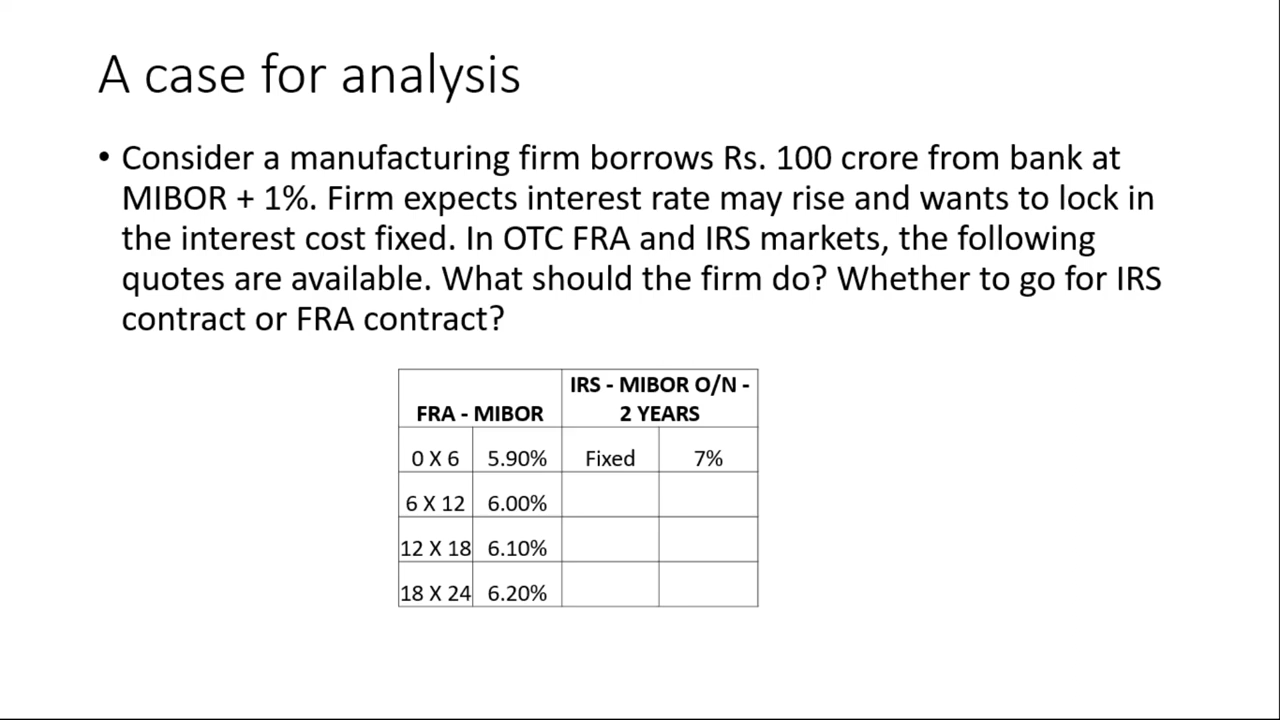 A case for analysis
• Consider a manufacturing firm borrows Rs. 100 crore from bank at
MIBOR + 1%. Firm expects interest rate may rise and wants to lock in
the interest cost fixed. In OTC FRA and IRS markets, the following
quotes are available. What should the firm do? Whether to go for IRS
contract or FRA contract?
FRA - MIBOR
IRS - MIBOR O/N -
2 YEARS
0 X 6 5.90% Fixed 7%
6 X 12 6.00%
12 X 18 6.10%
18 X 24 6.20%